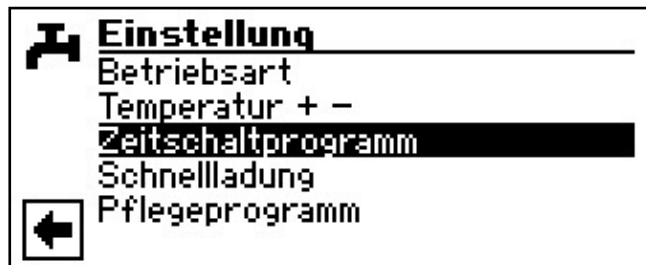 Einstellung
Betriebsart
Temperatur + −
Zeitschaltprogramm
Schnellladung
Pflegeprogramm